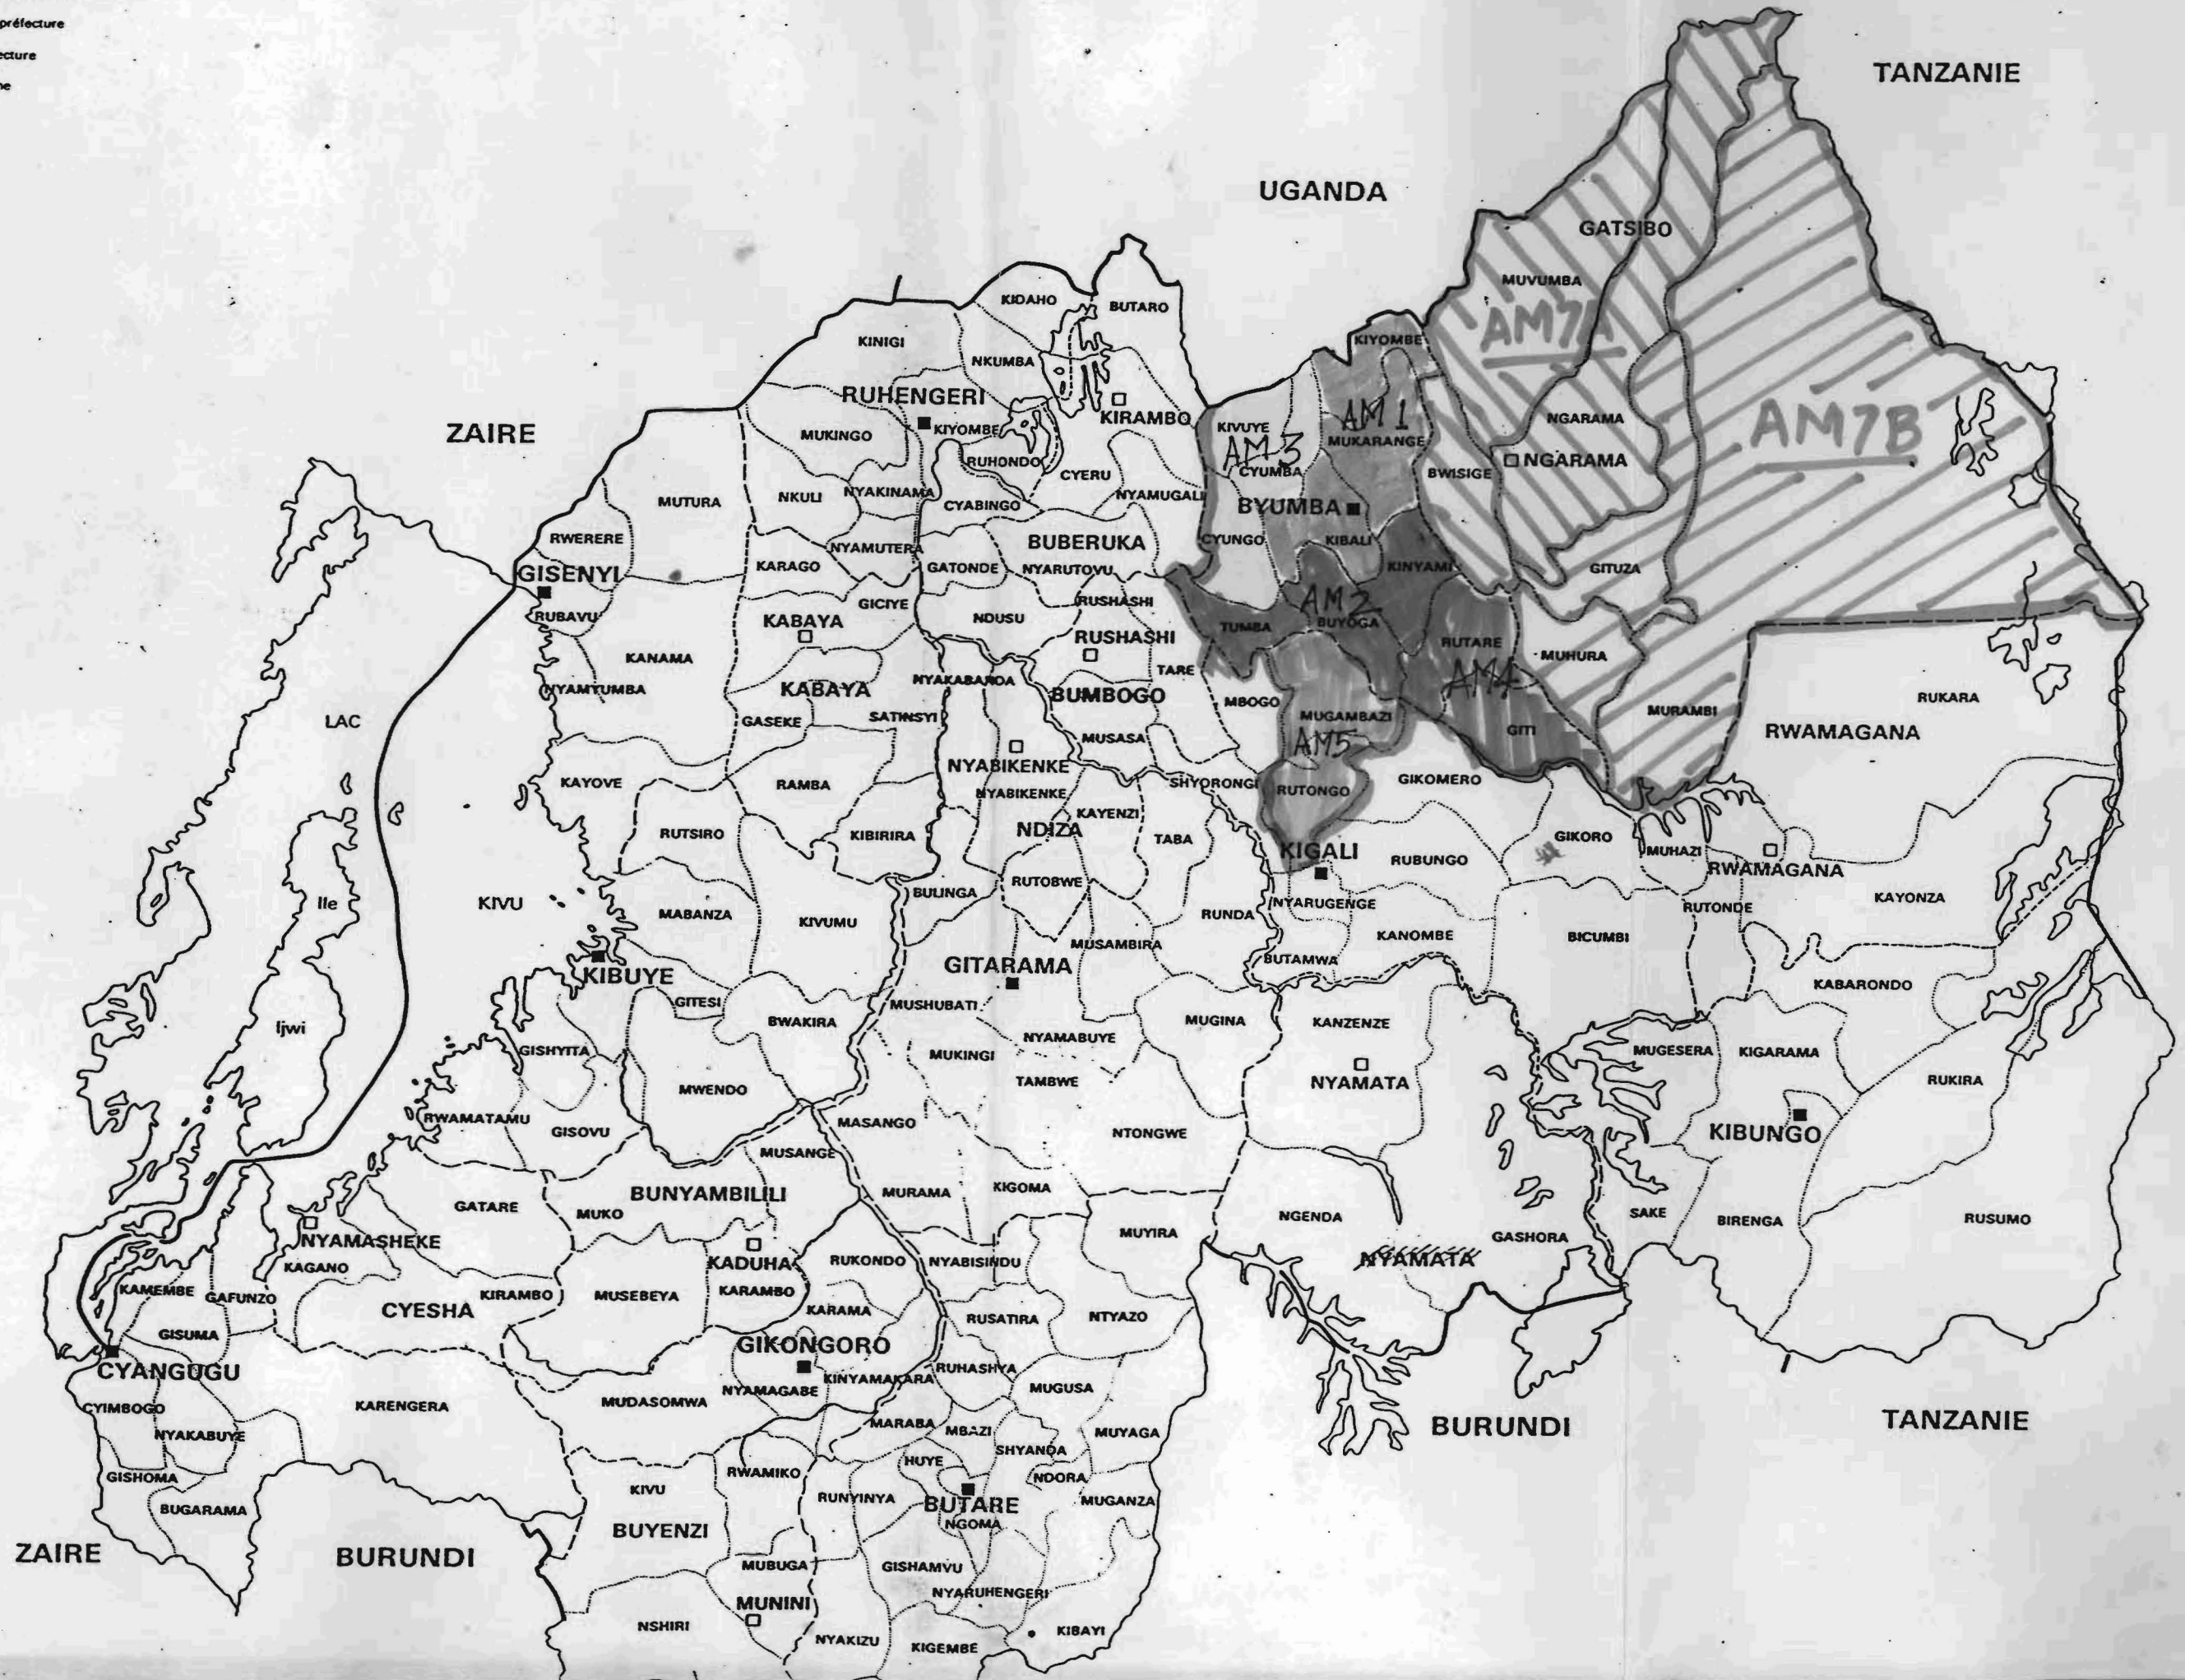 préfecture
ecture
ne
TANZANIE
UGANDA
GATSIBO
MUVUMBA
AM7A
KIDAHO
BUTARO
KINIGI
KIYOMBE
NKUMBA
RUHENGERI
KIRAMBO
AM1
NGARAMA
AM7B
ZAIRE
MUKINGO
KIYOMBE
KIVUYE
MUKARANGE
AM3
RUHONDO
CYUMBA
NGARAMA
CYERU
BWISIGE
MUTURA
NKULI
NYAKINAMA
CYABINGO
NYAMUGALI
BYUMBA
RWERERE
NYAMUTERA
BUBERUKA
CYUNGO
KIBALI
KINYAMI
GISENYI
KARAGO
GATONDE
NYARUTOVU
GITUZA
RUBAVU
GICIYE
RUSHASHI
AM2
KABAYA
NDUSU
RUSHASHI
TUMBA
BUYOGA
RUTARE
MUHURA
KANAMA
TARE
AM4
NYAMYUMBA
KABAYA
NYAKABANDA
BUMBOGO
MBOGO
RUKARA
LAC
GASEKE
SATINSYI
MUGAMBAZI
MURAMBI
RWAMAGANA
MUSASA
AM5
GITI
NYABIKENKE
KAYOVE
RAMBA
NYABIKENKE
SHYORONGI
RUTONGO
GIKOMERO
KAYENZI
RUTSIRO
KIBIRIRA
NDIZA
TABA
GIKORO
MUHAZI
KIGALI
RUBUNGO
RWAMAGANA
Ile
KIVU
BULINGA
RUTOBWE
KAYONZA
MABANZA
KIVUMU
RUNDA
NYARUGENGE
RUTONDE
MUSAMBIRA
KANOMBE
BICUMBI
GITARAMA
BUTAMWA
KIBUYE
KABARONDO
GITESI
MUSHUBATI
Ijwi
BWAKIRA
MUGINA
KANZENZE
NYAMABUYE
GISHYITA
MUKINGI
MUGESERA
KIGARAMA
TAMBWE
NYAMATA
RUKIRA
MWENDO
RWAMATAMU
GISOVU
MASANGO
NTONGWE
KIBUNGO
MUSANGE
BUNYAMBILILI
MURAMA
KIGOMA
GATARE
MUKO
NGENDA
SAKE
BIRENGA
RUSUMO
NYAMASHEKE
MUYIRA
GASHORA
KAGANO
KADUHA
RUKONDO
NYABISINDU
NYAMATA
KAMEMBE
GAFUNZO
KIRAMBO
MUSEBEYA
KARAMBO
CYESHA
KARAMA
RUSATIRA
NTYAZO
GISUMA
GIKONGORO
CYANGUGU
RUHASHYA
KINYAMAKARA
NYAMAGABE
MUGUSA
CYIMBOGO
KARENGERA
MUDASOMWA
BURUNDI
TANZANIE
NYAKABUYE
MARABA
MBAZI
MUYAGA
SHYANDA
HUYE
GISHOMA
RWAMIKO
NDORA
KIVU
RUNYINYA
BUTARE
MUGANZA
BUGARAMA
NGOMA
BUYENZI
ZAIRE
BURUNDI
MUBUGA
GISHAMVU
NYARUHENGERI
MUNINI
NSHIRI
NYAKIZU
KIGEMBE
KIBAYI